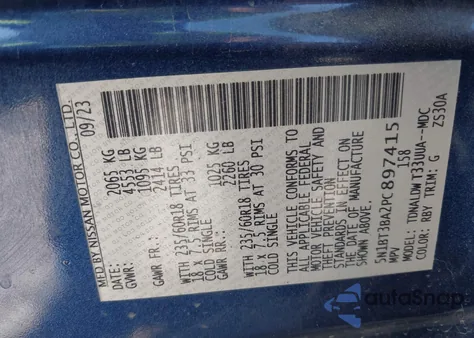 MFD BY NISSAN MOTOR CO., LTD.
09/23
GVWR: 2065 KG
4553 LB
GAWR FR: 1095 KG
2414 LB
WITH 235/60R18 TIRES
18 X 7.5 RIMS AT 33 PSI
COLD SINGLE
GAWR RR: 1025 KG
2260 LB
WITH 235/60R18 TIRES
18 X 7.5 RIMS AT 30 PSI
COLD SINGLE
THIS VEHICLE CONFORMS TO ALL
APPLICABLE FEDERAL
MOTOR VEHICLE SAFETY AND
THEFT PREVENTION
STANDARDS IN EFFECT ON
THE DATE OF MANUFACTURE
SHOWN ABOVE.
5N1BT3BA2PC897415
MPV 158
TDNALDWT33UUA--MDC
COLOR: RBY TRIM: G ZS30A
autoSnap